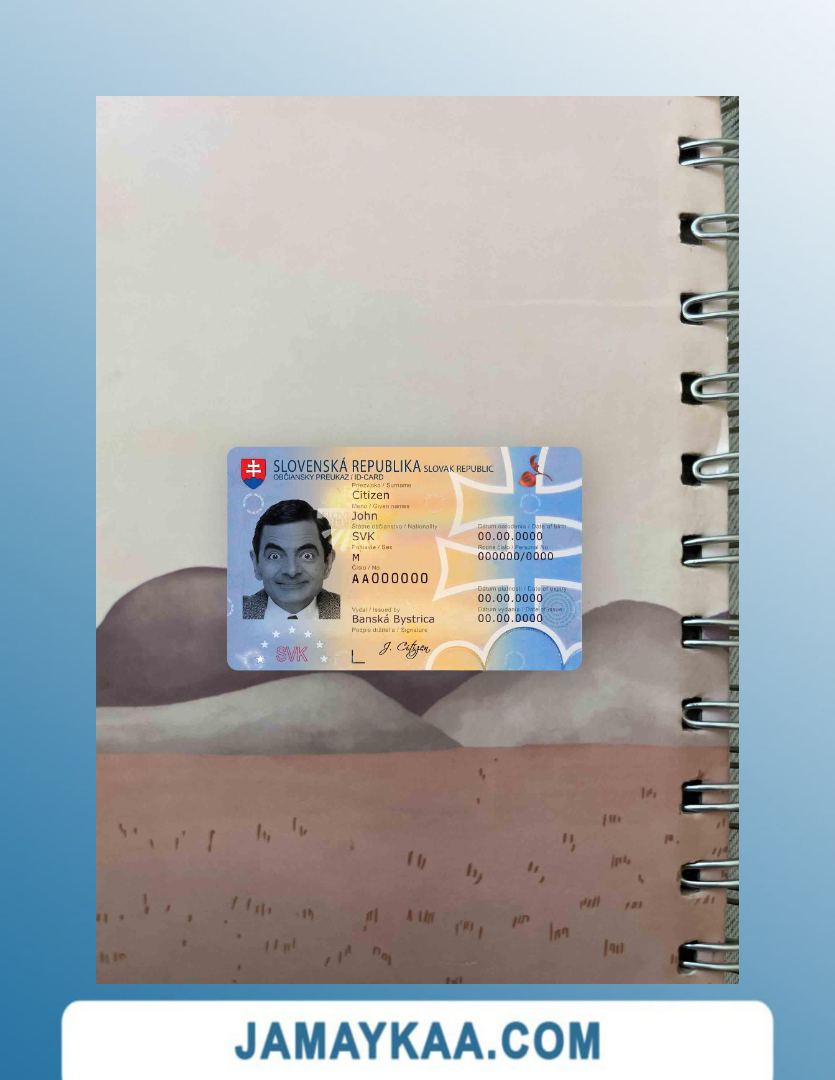 SLOVENSKÁ REPUBLIKA SLOVAK REPUBLIC
OBČIANSKY PREUKAZ / ID-CARD
Priezvisko / Surname
Citizen
Meno / Given names
John
Štátne občianstvo / Nationality
SVK
Dátum narodenia / Date of birth
00.00.0000
Pohlavie / Sex
M
Rodné číslo / Personal No.
000000/0000
Číslo / No.
AA000000
Dátum platnosti / Date of expiry
00.00.0000
Vydal / Issued by
Banská Bystrica
Dátum vydania / Date of issue
00.00.0000
Podpis držiteľa / Signature
J. Citizen
SVK
JAMAYKAA.COM